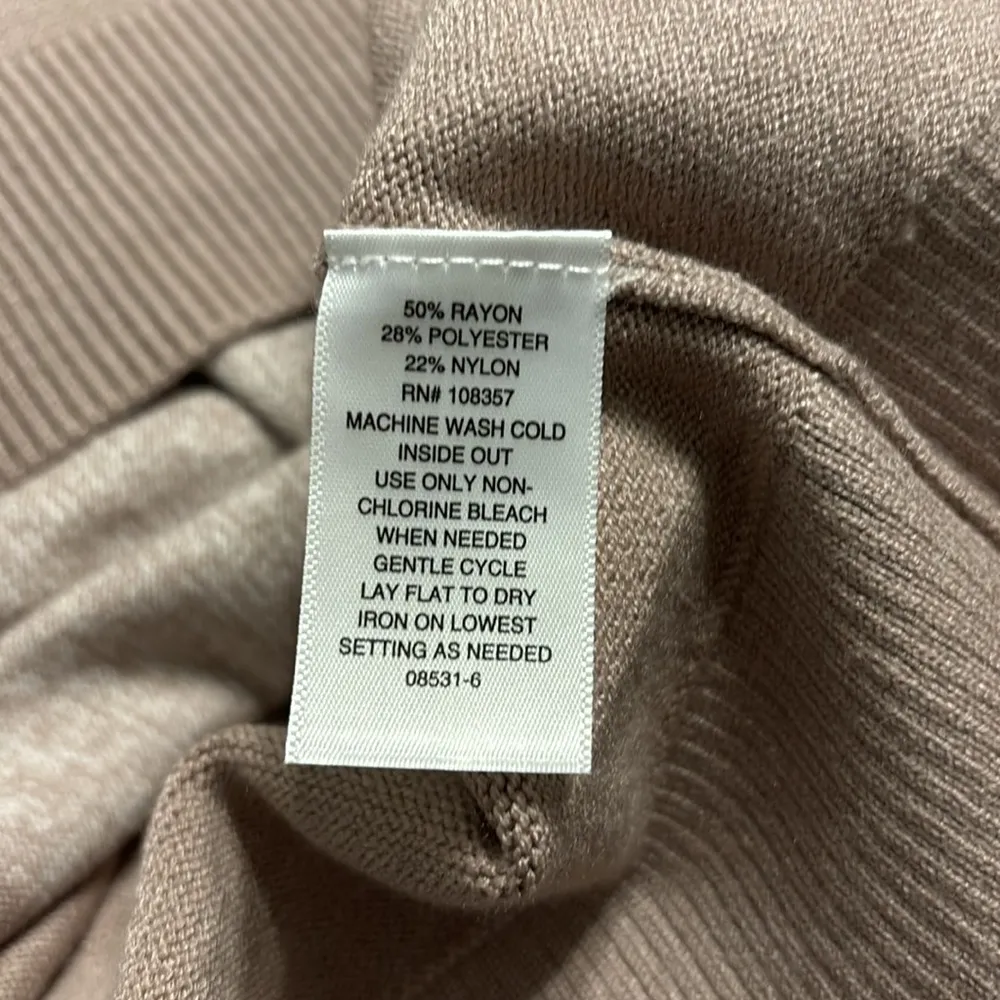 50% RAYON
28% POLYESTER
22% NYLON
RN# 108357
MACHINE WASH COLD
INSIDE OUT
USE ONLY NON-
CHLORINE BLEACH
WHEN NEEDED
GENTLE CYCLE
LAY FLAT TO DRY
IRON ON LOWEST
SETTING AS NEEDED
08531-6